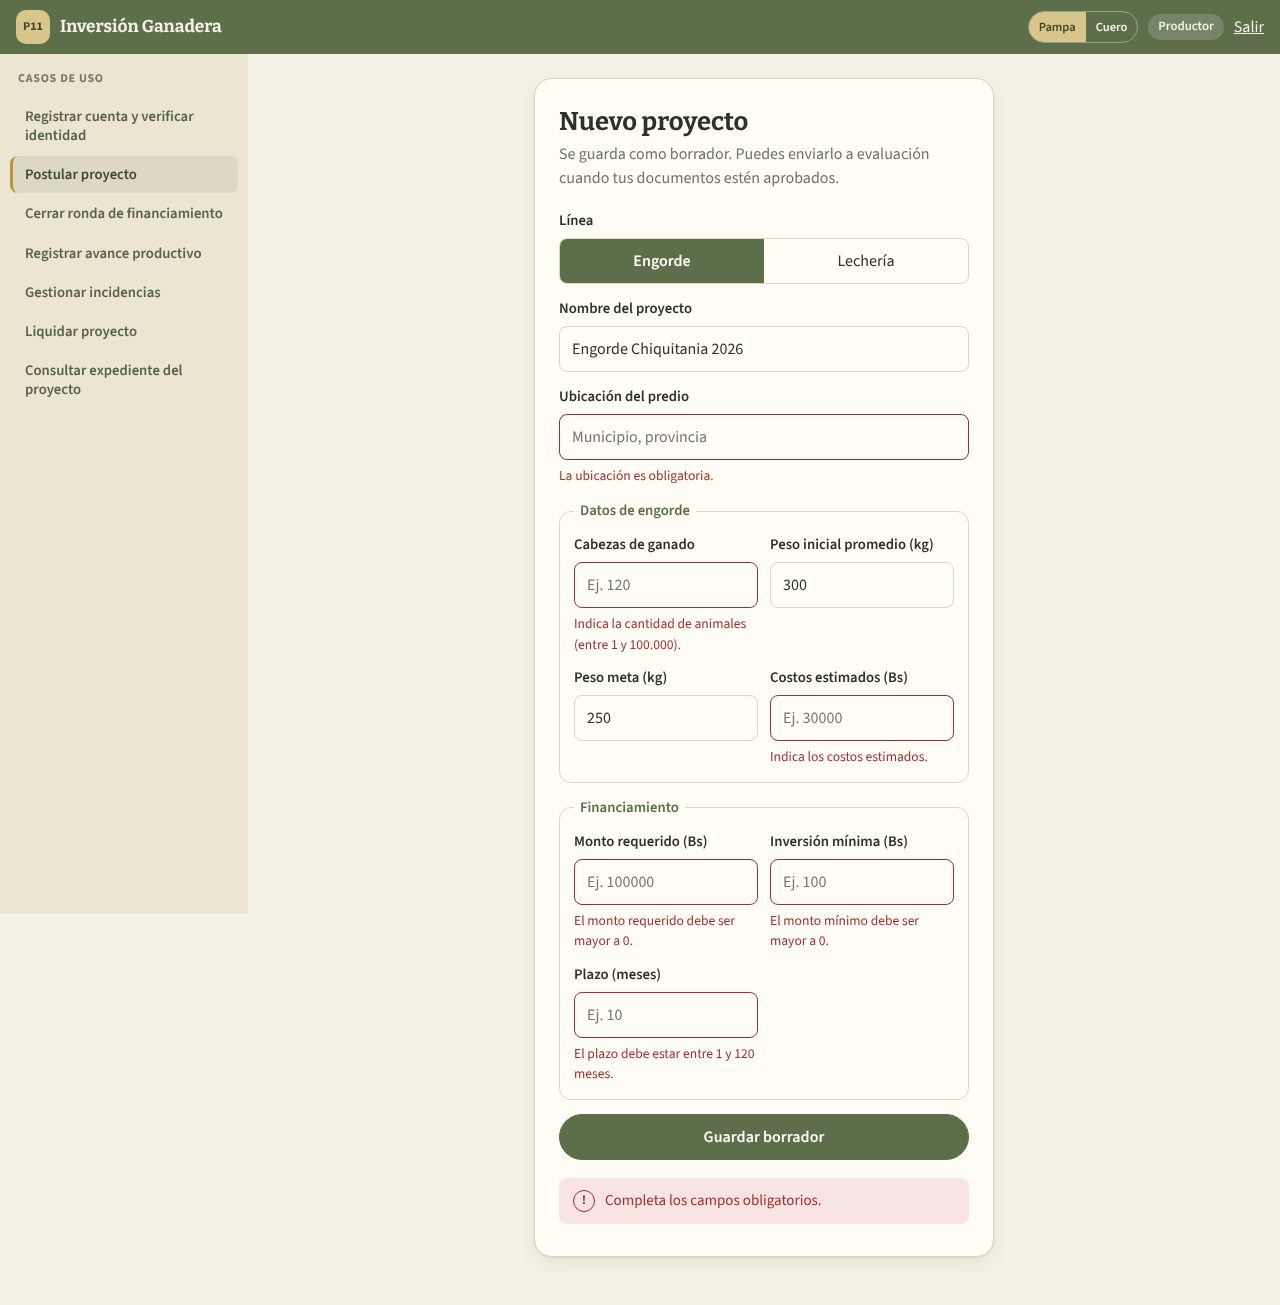 P11 Inversión Ganadera
Pampa Cuero Productor Salir
CASOS DE USO
Registrar cuenta y verificar
identidad
Postular proyecto
Cerrar ronda de financiamiento
Registrar avance productivo
Gestionar incidencias
Liquidar proyecto
Consultar expediente del
proyecto
Nuevo proyecto
Se guarda como borrador. Puedes enviarlo a evaluación
cuando tus documentos estén aprobados.
Línea
Engorde Lechería
Nombre del proyecto
Engorde Chiquitania 2026
Ubicación del predio
Municipio, provincia
La ubicación es obligatoria.
Datos de engorde
Cabezas de ganado Peso inicial promedio (kg)
Ej. 120 300
Indica la cantidad de animales
(entre 1 y 100.000).
Peso meta (kg) Costos estimados (Bs)
250 Ej. 30000
Indica los costos estimados.
Financiamiento
Monto requerido (Bs) Inversión mínima (Bs)
Ej. 100000 Ej. 100
El monto requerido debe ser El monto mínimo debe ser
mayor a 0. mayor a 0.
Plazo (meses)
Ej. 10
El plazo debe estar entre 1 y 120
meses.
Guardar borrador
! Completa los campos obligatorios.